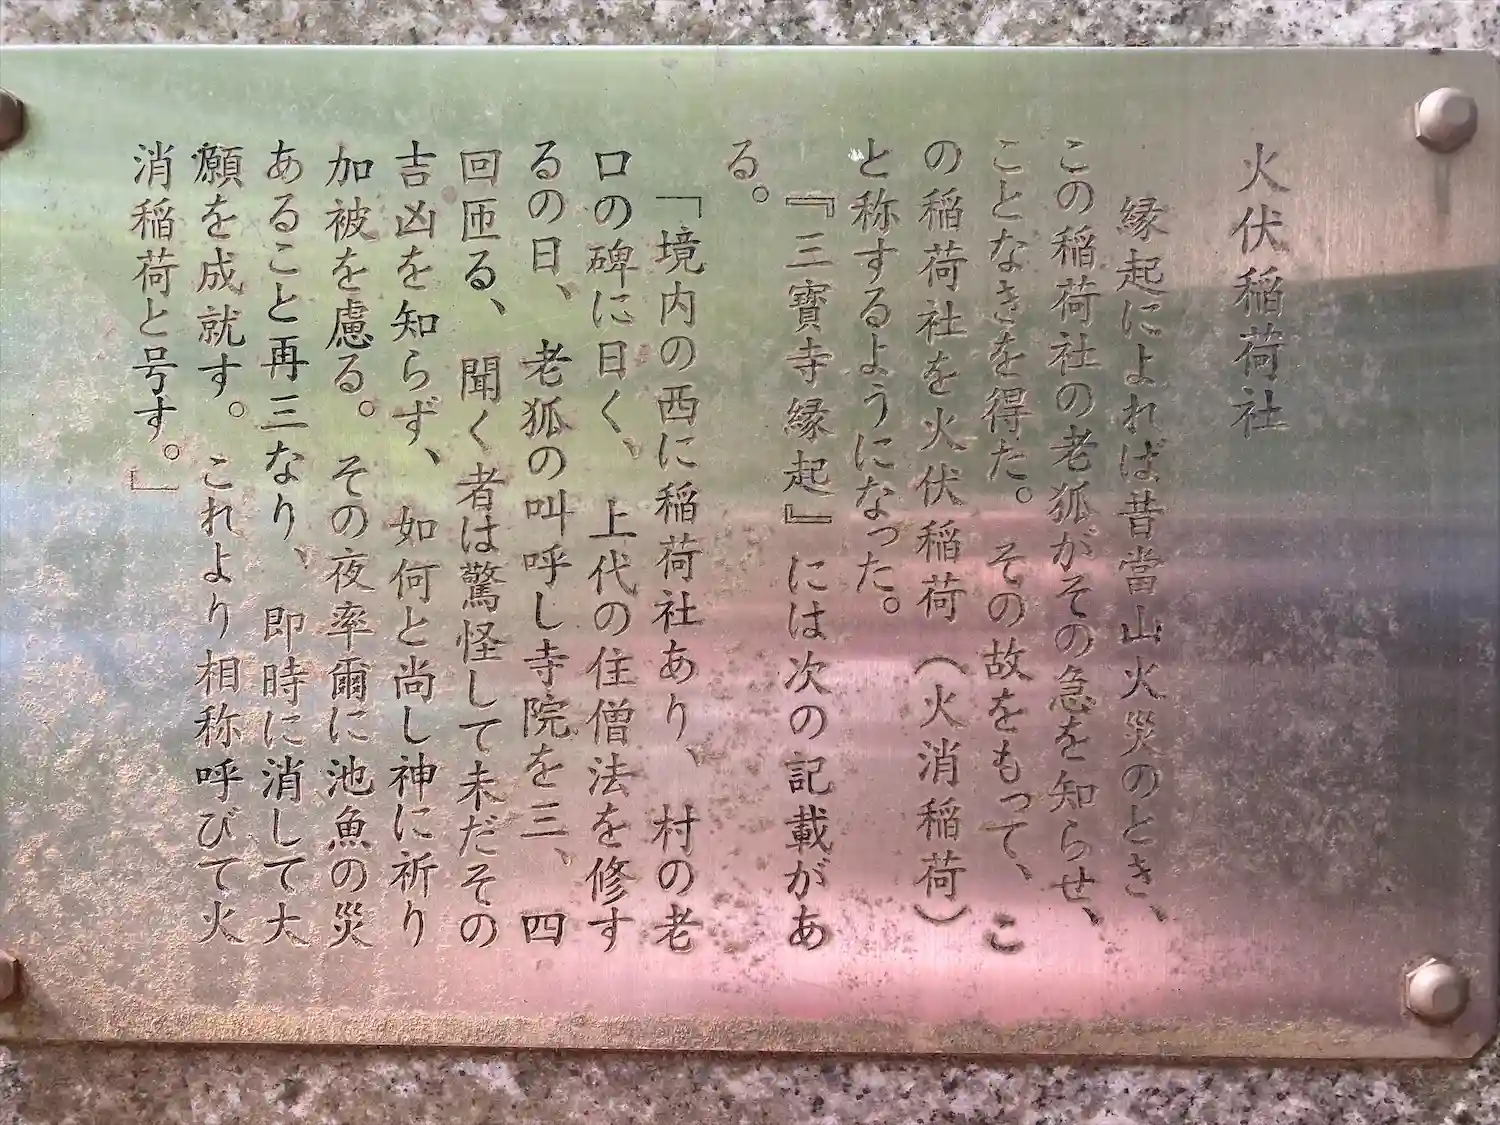 火伏稲荷社
縁起によれば昔當山火災のとき、
この稲荷社の老狐がその急を知らせ、
ことなきを得た。その故をもって、こ
の稲荷社を火伏稲荷（火消稲荷）
と称するようになった。
『三寶寺縁起』には次の記載があ
る。
「境内の西に稲荷社あり、村の老
口の碑に曰く、上代の住僧法を修す
るの日、老狐の叫呼し寺院を三、四
回匝る、聞く者は驚怪して未だその
吉凶を知らず、如何と尚し神に祈り
加被を慮る。その夜率爾に池魚の災
あること再三なり、即時に消して大
願を成就す。これより相称呼びて火
消稲荷と号す。」